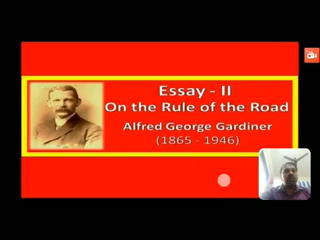 Essay - II
On the Rule of the Road
Alfred George Gardiner
(1865 - 1946)